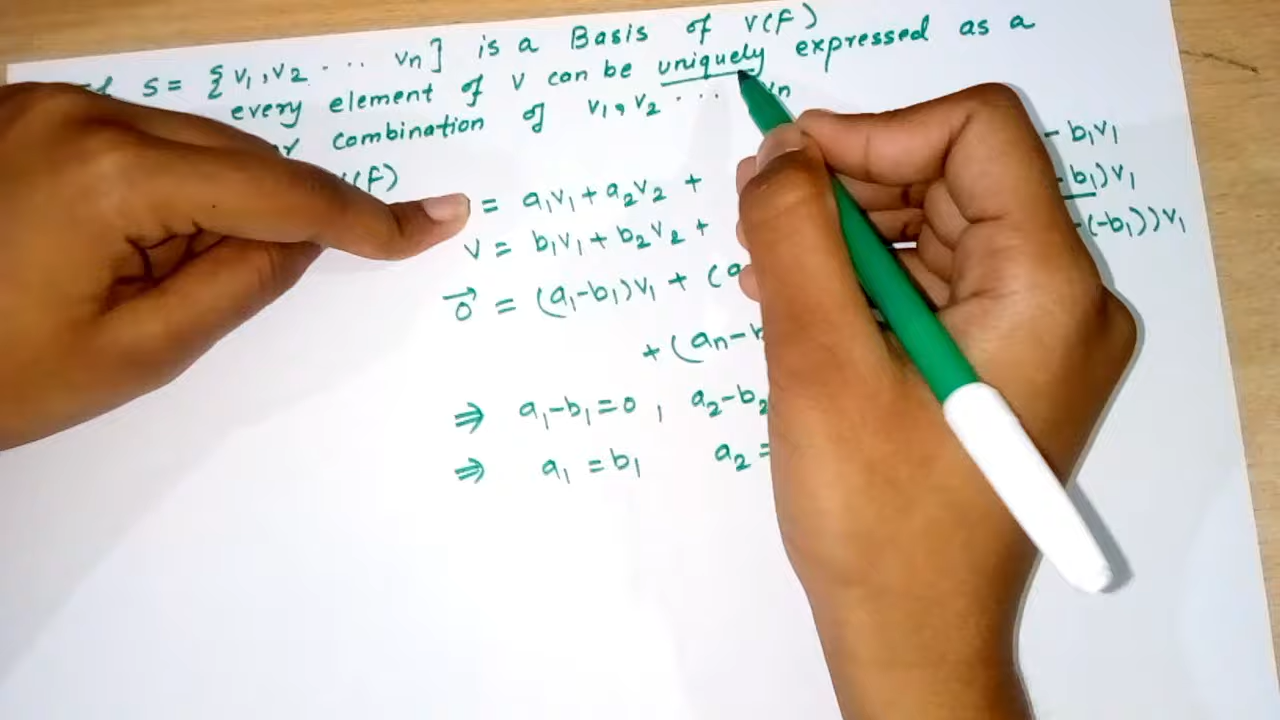 S = {v1, v2 ... vn} is a Basis of V(F)
every element of V can be uniquely expressed as a
combination of v1, v2 ...
- b1v1
V(F)
- b1)v1
= a1v1 + a2v2 +
-(-b1))v1
v = b1v1 + b2v2 +
0⃗ = (a1-b1)v1 + (a
+ (an-b
⇒ a1-b1=0, a2-b2
⇒ a1 = b1 a2 =